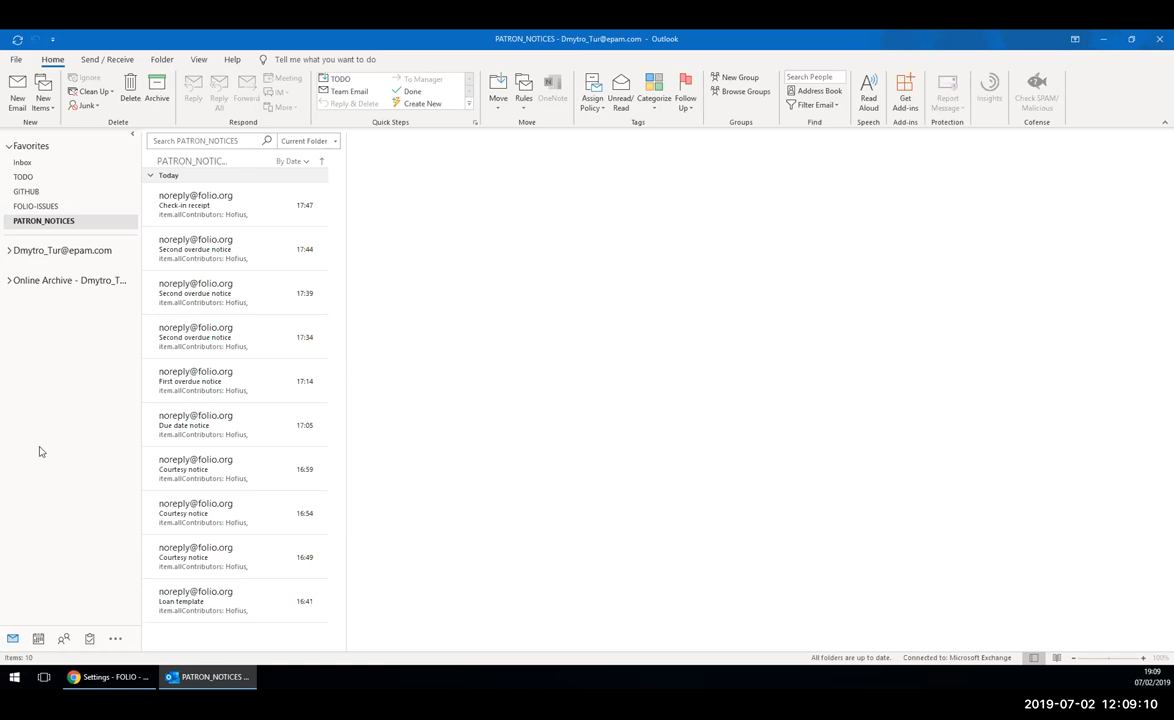 PATRON_NOTICES - Dmytro_Tur@epam.com - Outlook
File Home Send / Receive Folder View Help Tell me what you want to do
New Email
New Items
Ignore
Clean Up
Junk
Delete
Archive
Reply
Reply All
Forward
Meeting
IM
More
TODO
Team Email
Reply & Delete
To Manager
Done
Create New
Move
Rules
OneNote
Assign Policy
Unread/ Read
Categorize
Follow Up
New Group
Browse Groups
Search People
Address Book
Filter Email
Read Aloud
Get Add-ins
Report Message
Insights
Check SPAM/ Malicious
New Delete Respond Quick Steps Move Tags Groups Find Speech Add-ins Protection Cofense
Favorites
Inbox
TODO
GITHUB
FOLIO-ISSUES
PATRON_NOTICES
Dmytro_Tur@epam.com
Online Archive - Dmytro_T...
Search PATRON_NOTICES Current Folder
PATRON_NOTIC... By Date
Today
noreply@folio.org
Check-in receipt 17:47
item.allContributors: Hofius,
noreply@folio.org
Second overdue notice 17:44
item.allContributors: Hofius,
noreply@folio.org
Second overdue notice 17:39
item.allContributors: Hofius,
noreply@folio.org
Second overdue notice 17:34
item.allContributors: Hofius,
noreply@folio.org
First overdue notice 17:14
item.allContributors: Hofius,
noreply@folio.org
Due date notice 17:05
item.allContributors: Hofius,
noreply@folio.org
Courtesy notice 16:59
item.allContributors: Hofius,
noreply@folio.org
Courtesy notice 16:54
item.allContributors: Hofius,
noreply@folio.org
Courtesy notice 16:49
item.allContributors: Hofius,
noreply@folio.org
Loan template 16:41
item.allContributors: Hofius,
Items: 10 All folders are up to date. Connected to: Microsoft Exchange 100%
Settings - FOLIO - ... PATRON_NOTICES ... 19:09
07/02/2019
2019-07-02 12:09:10